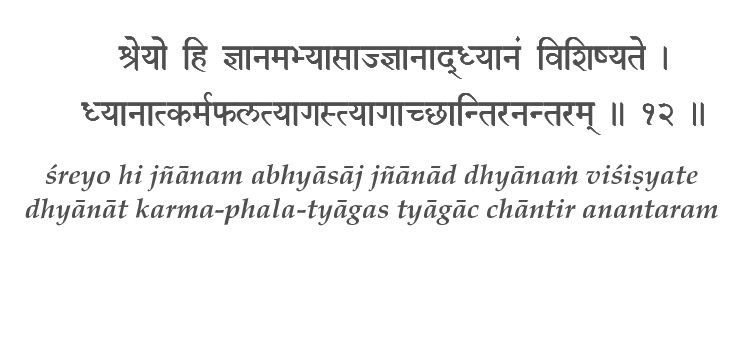 श्रेयो हि ज्ञानमभ्यासाज्ज्ञानाद्ध्यानं विशिष्यते ।
ध्यानात्कर्मफलत्यागस्त्यागाच्छान्तिरनन्तरम् ॥ १२ ॥
śreyo hi jñānam abhyāsāj jñānād dhyānaṁ viśiṣyate
dhyānāt karma-phala-tyāgas tyāgāc chāntir anantaram